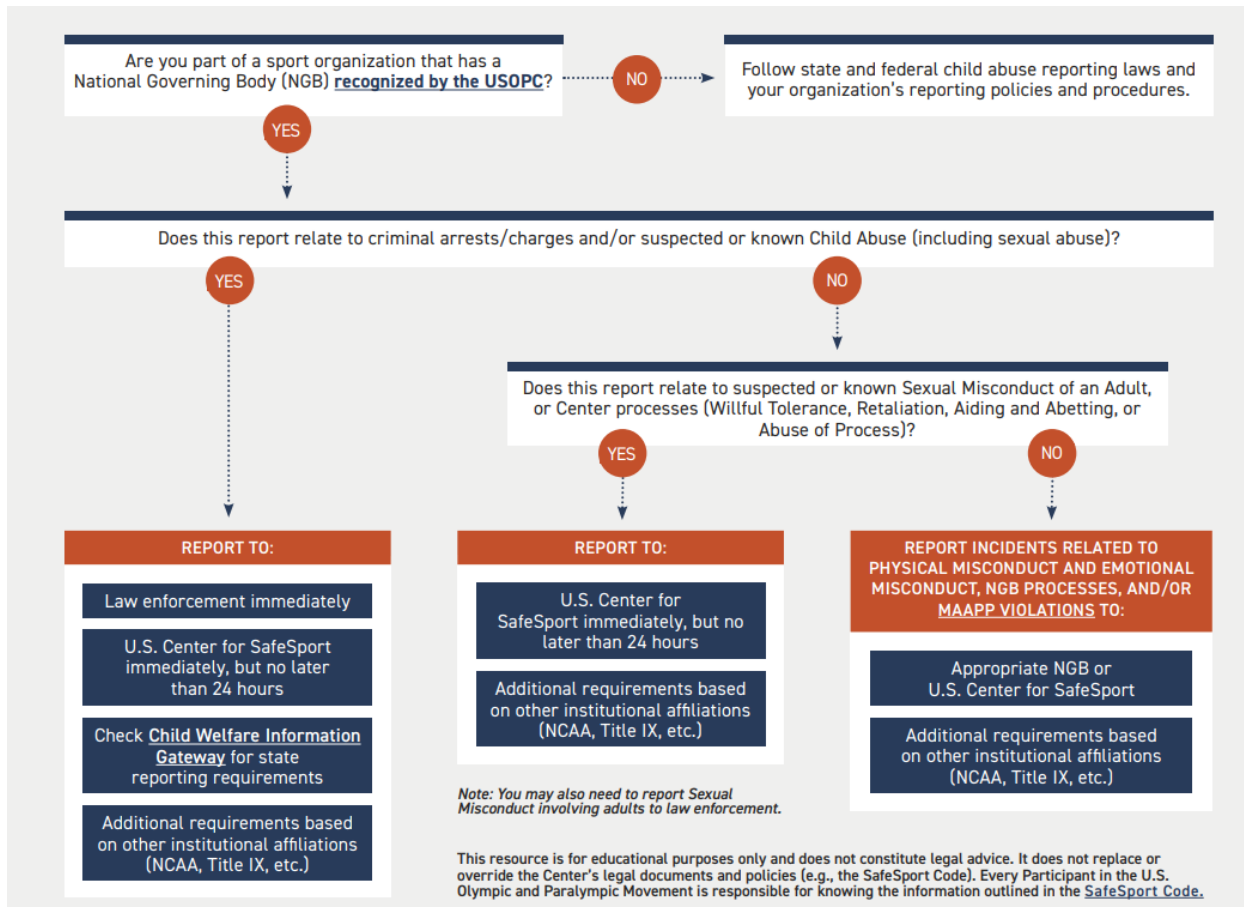 Are you part of a sport organization that has a
National Governing Body (NGB) recognized by the USOPC?
NO
Follow state and federal child abuse reporting laws and
your organization's reporting policies and procedures.
YES
Does this report relate to criminal arrests/charges and/or suspected or known Child Abuse (including sexual abuse)?
YES
NO
Does this report relate to suspected or known Sexual Misconduct of an Adult,
or Center processes (Willful Tolerance, Retaliation, Aiding and Abetting, or
Abuse of Process)?
YES
NO
REPORT TO:
Law enforcement immediately
U.S. Center for SafeSport
immediately, but no later
than 24 hours
Check Child Welfare Information
Gateway for state
reporting requirements
Additional requirements based
on other institutional affiliations
(NCAA, Title IX, etc.)
REPORT TO:
U.S. Center for
SafeSport immediately, but no
later than 24 hours
Additional requirements based
on other institutional affiliations
(NCAA, Title IX, etc.)
Note: You may also need to report Sexual
Misconduct involving adults to law enforcement.
REPORT INCIDENTS RELATED TO
PHYSICAL MISCONDUCT AND EMOTIONAL
MISCONDUCT, NGB PROCESSES, AND/OR
MAAPP VIOLATIONS TO:
Appropriate NGB or
U.S. Center for SafeSport
Additional requirements based
on other institutional affiliations
(NCAA, Title IX, etc.)
This resource is for educational purposes only and does not constitute legal advice. It does not replace or
override the Center's legal documents and policies (e.g., the SafeSport Code). Every Participant in the U.S.
Olympic and Paralympic Movement is responsible for knowing the information outlined in the SafeSport Code.